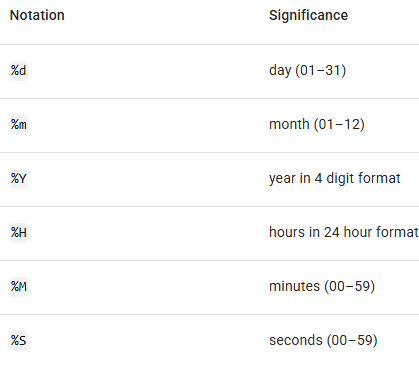 Notation Significance
%d day (01–31)
%m month (01–12)
%Y year in 4 digit format
%H hours in 24 hour format
%M minutes (00–59)
%S seconds (00–59)